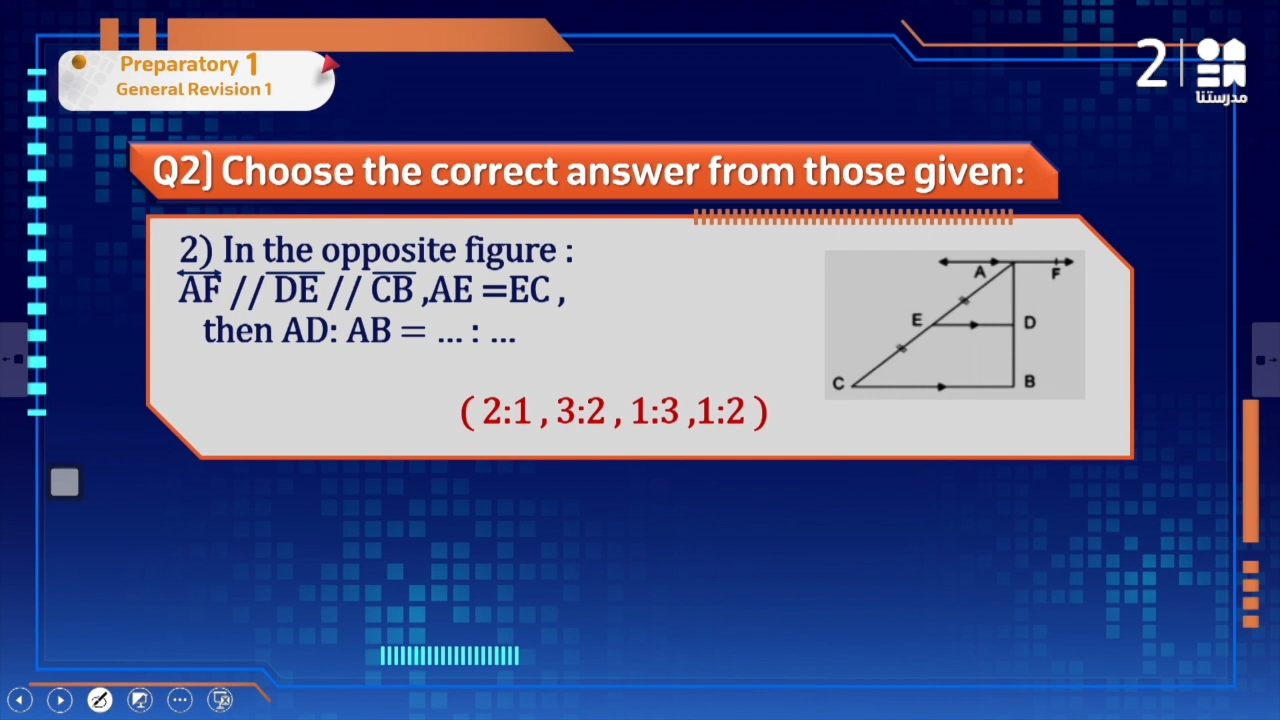 Preparatory 1
General Revision 1
2
مدرستنا
Q2] Choose the correct answer from those given:
2) In the opposite figure :
AF // DE // CB ,AE =EC ,
then AD: AB = ... : ...
( 2:1 , 3:2 , 1:3 ,1:2 )
A
F
E
D
C
B